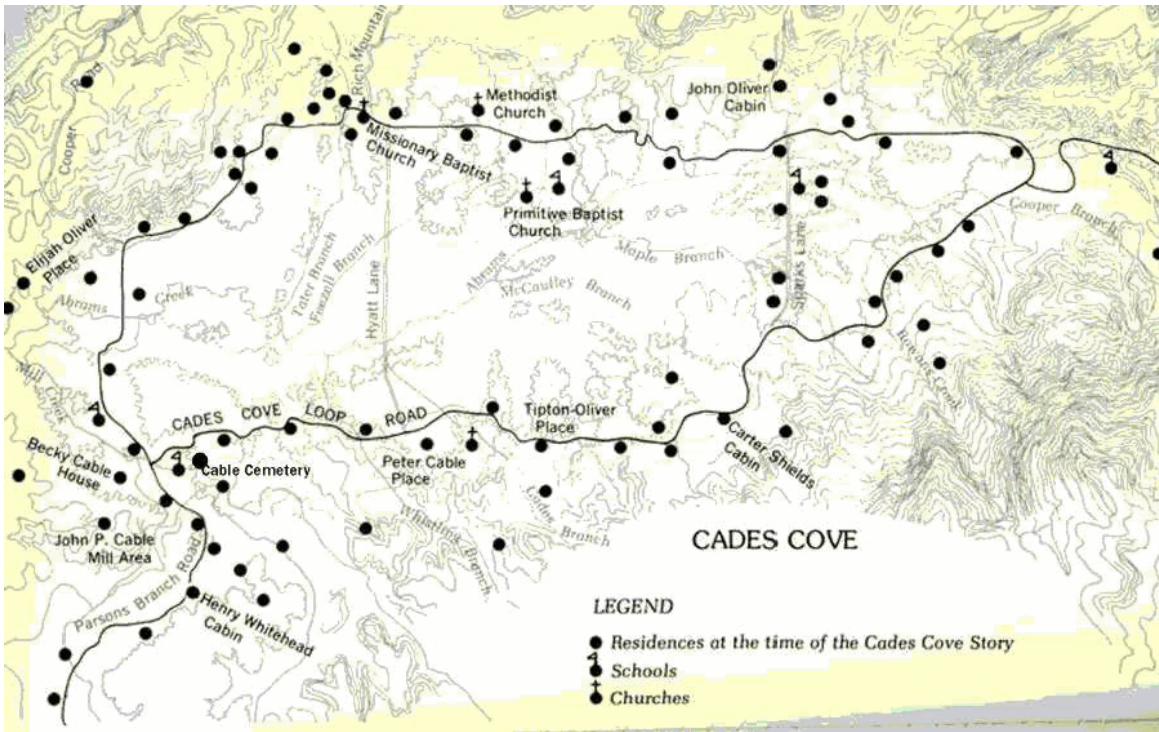 Rich Mountain
Cooper Road
Methodist
Church
John Oliver
Cabin
Missionary Baptist
Church
Primitive Baptist
Church
Cooper Branch
Elijah Oliver
Place
Tater Branch
Feezell Branch
Hyatt Lane
Abrams
Maple Branch
McCaulley Branch
Sparks Lane
Abrams Creek
Mill Creek
CADES COVE LOOP ROAD
Tipton-Oliver
Place
Carter Shields
Cabin
Becky Cable
House
Cable Cemetery
Peter Cable
Place
Whistling Branch
Branch
John P. Cable
Mill Area
CADES COVE
Parsons Branch Road
Henry Whitehead
Cabin
LEGEND
Residences at the time of the Cades Cove Story
Schools
Churches